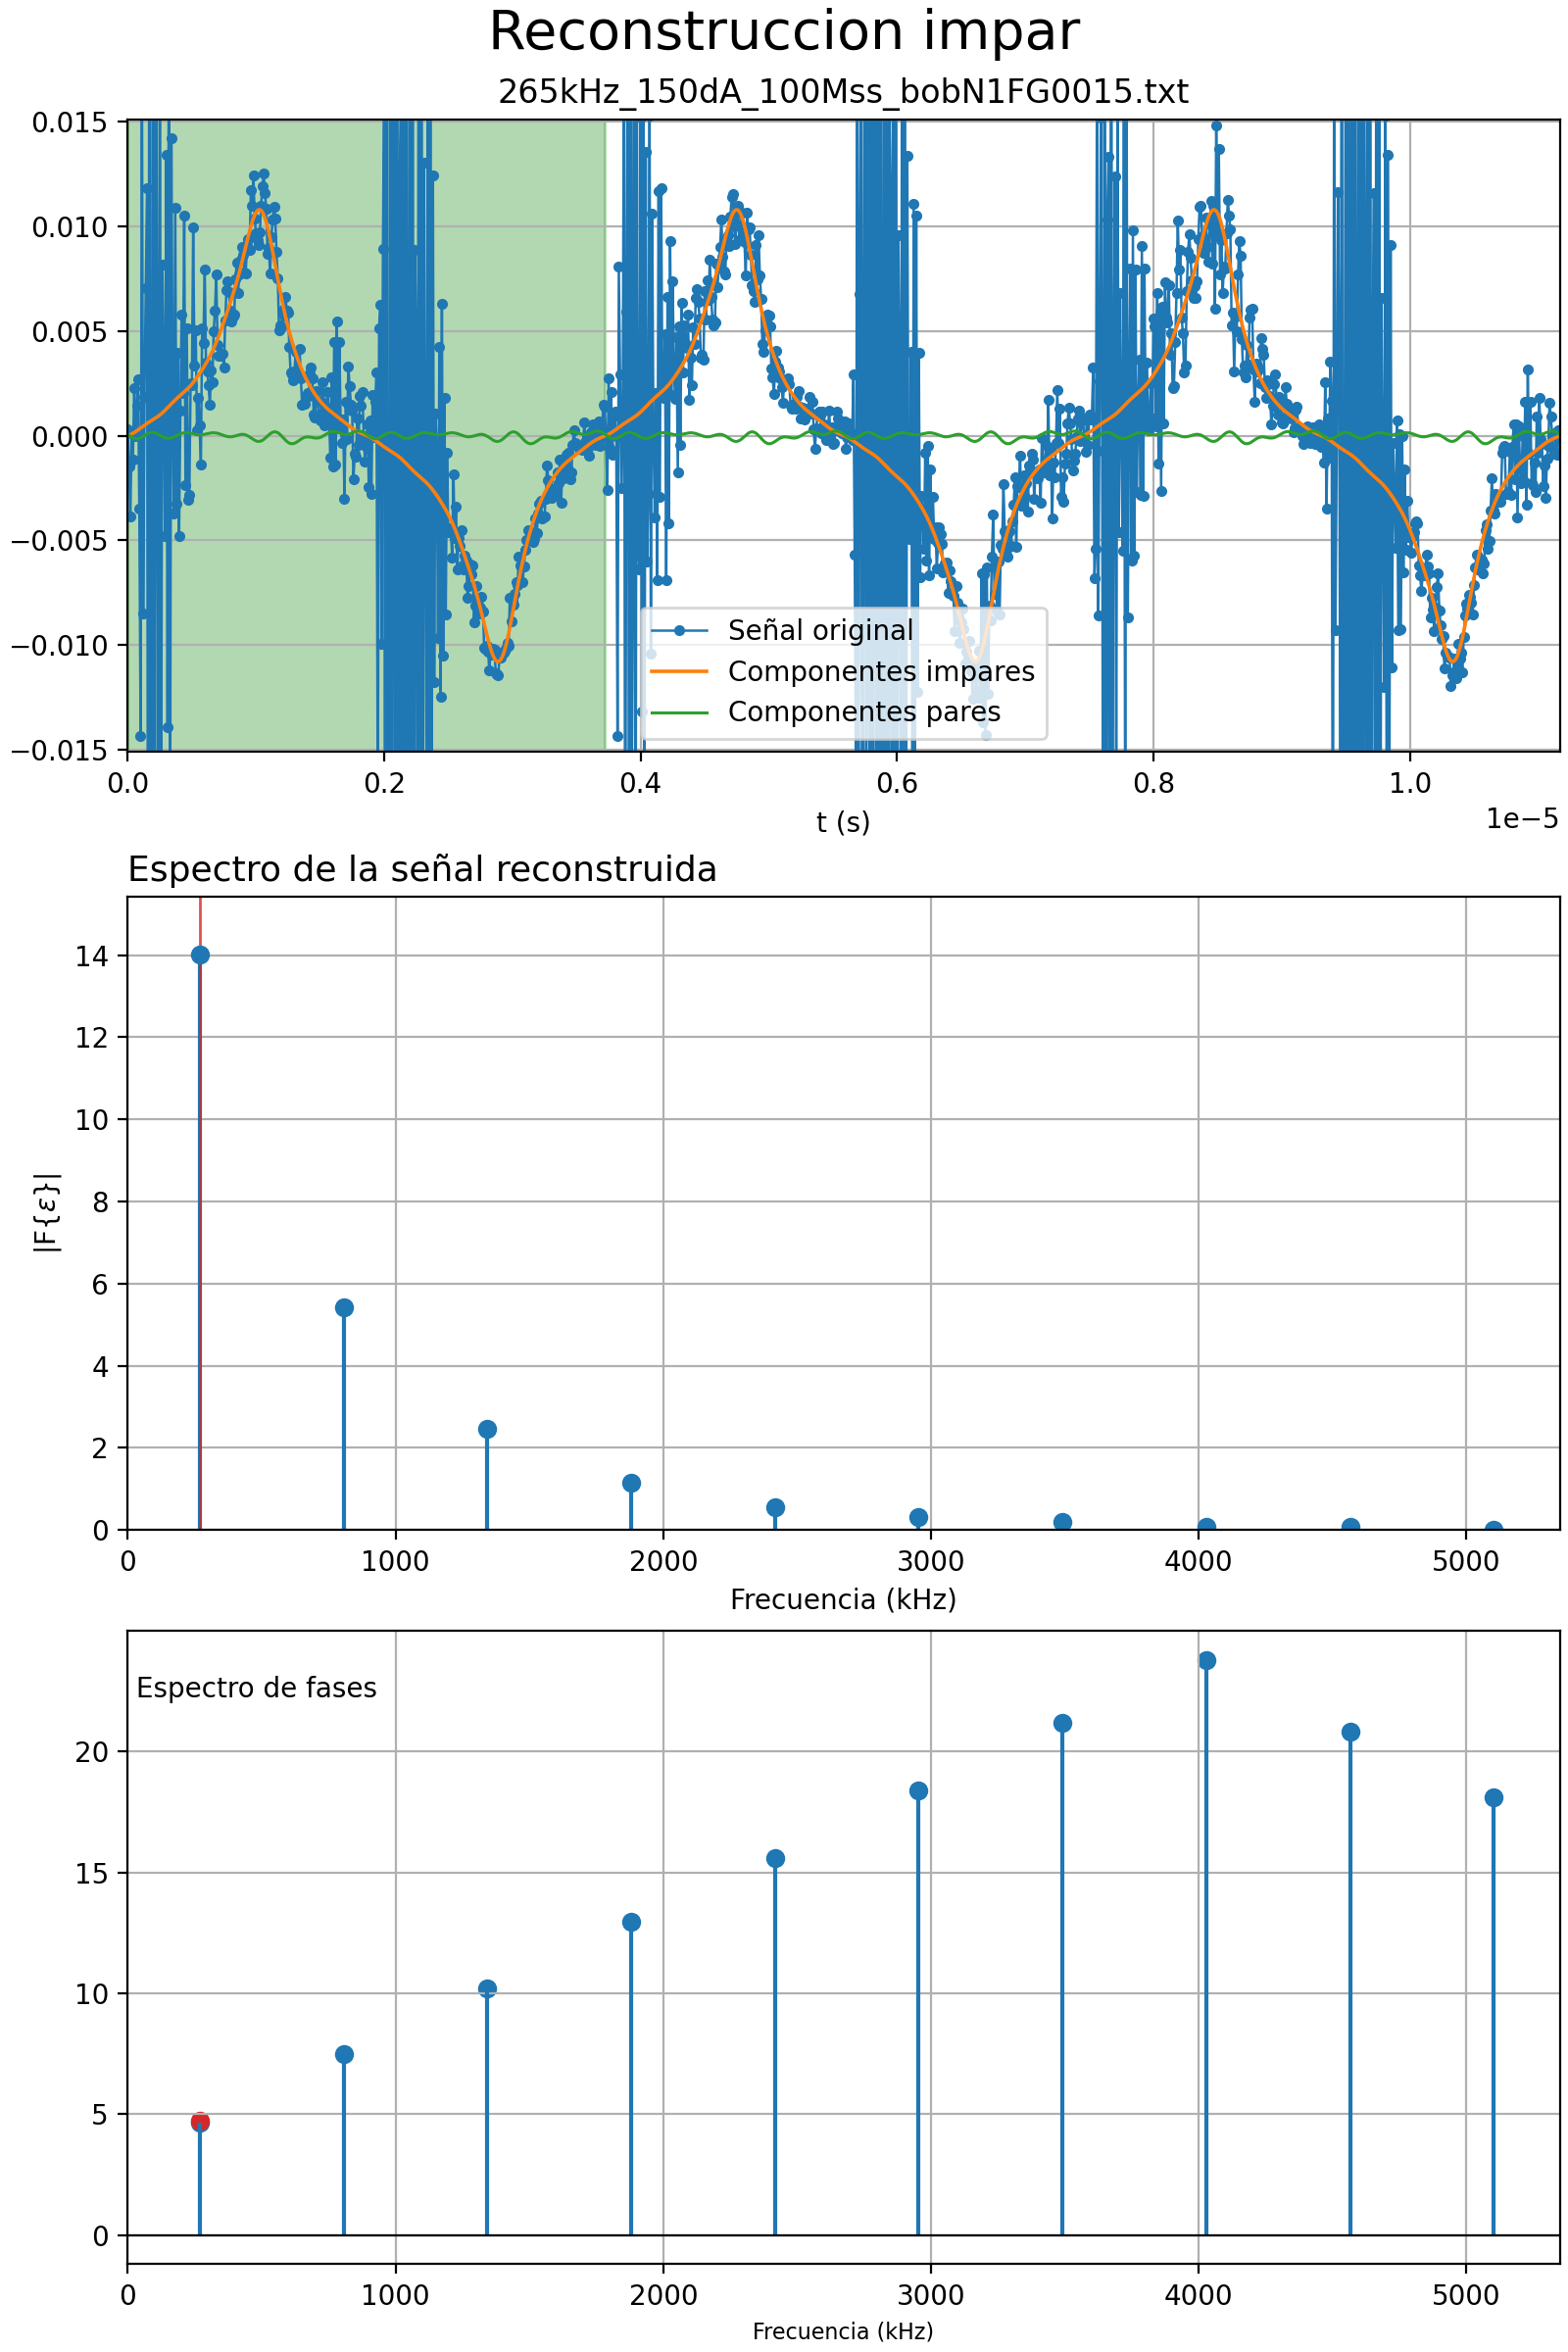 Reconstruccion impar
265kHz_150dA_100Mss_bobN1FG0015.txt
0.015
0.010
0.005
0.000
−0.005
−0.010
−0.015
Señal original
Componentes impares
Componentes pares
0.0 0.2 0.4 0.6 0.8 1.0
1e−5
t (s)
Espectro de la señal reconstruida
14
12
10
8
6
4
2
0
|F{ε}|
0 1000 2000 3000 4000 5000
Frecuencia (kHz)
Espectro de fases
20
15
10
5
0
0 1000 2000 3000 4000 5000
Frecuencia (kHz)